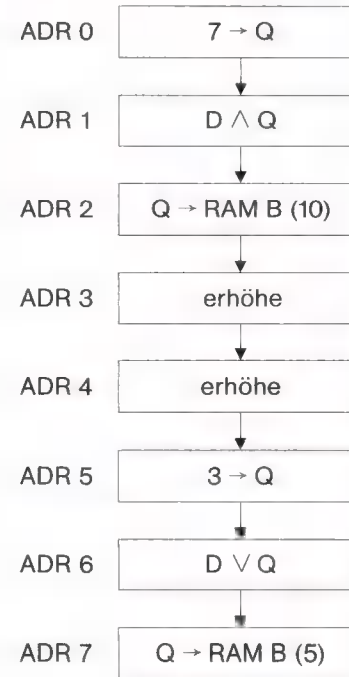 ADR 0 7 → Q
ADR 1 D ∧ Q
ADR 2 Q → RAM B (10)
ADR 3 erhöhe
ADR 4 erhöhe
ADR 5 3 → Q
ADR 6 D ∨ Q
ADR 7 Q → RAM B (5)